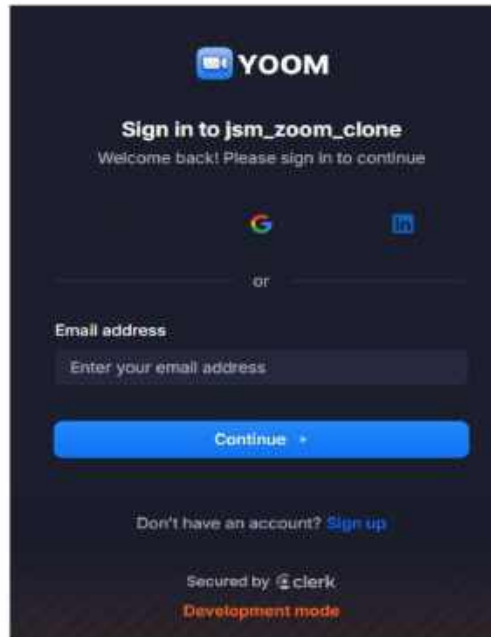 YOOM
Sign in to jsm_zoom_clone
Welcome back! Please sign in to continue
G
in
or
Email address
Enter your email address
Continue
Don't have an account? Sign up
Secured by clerk
Development mode